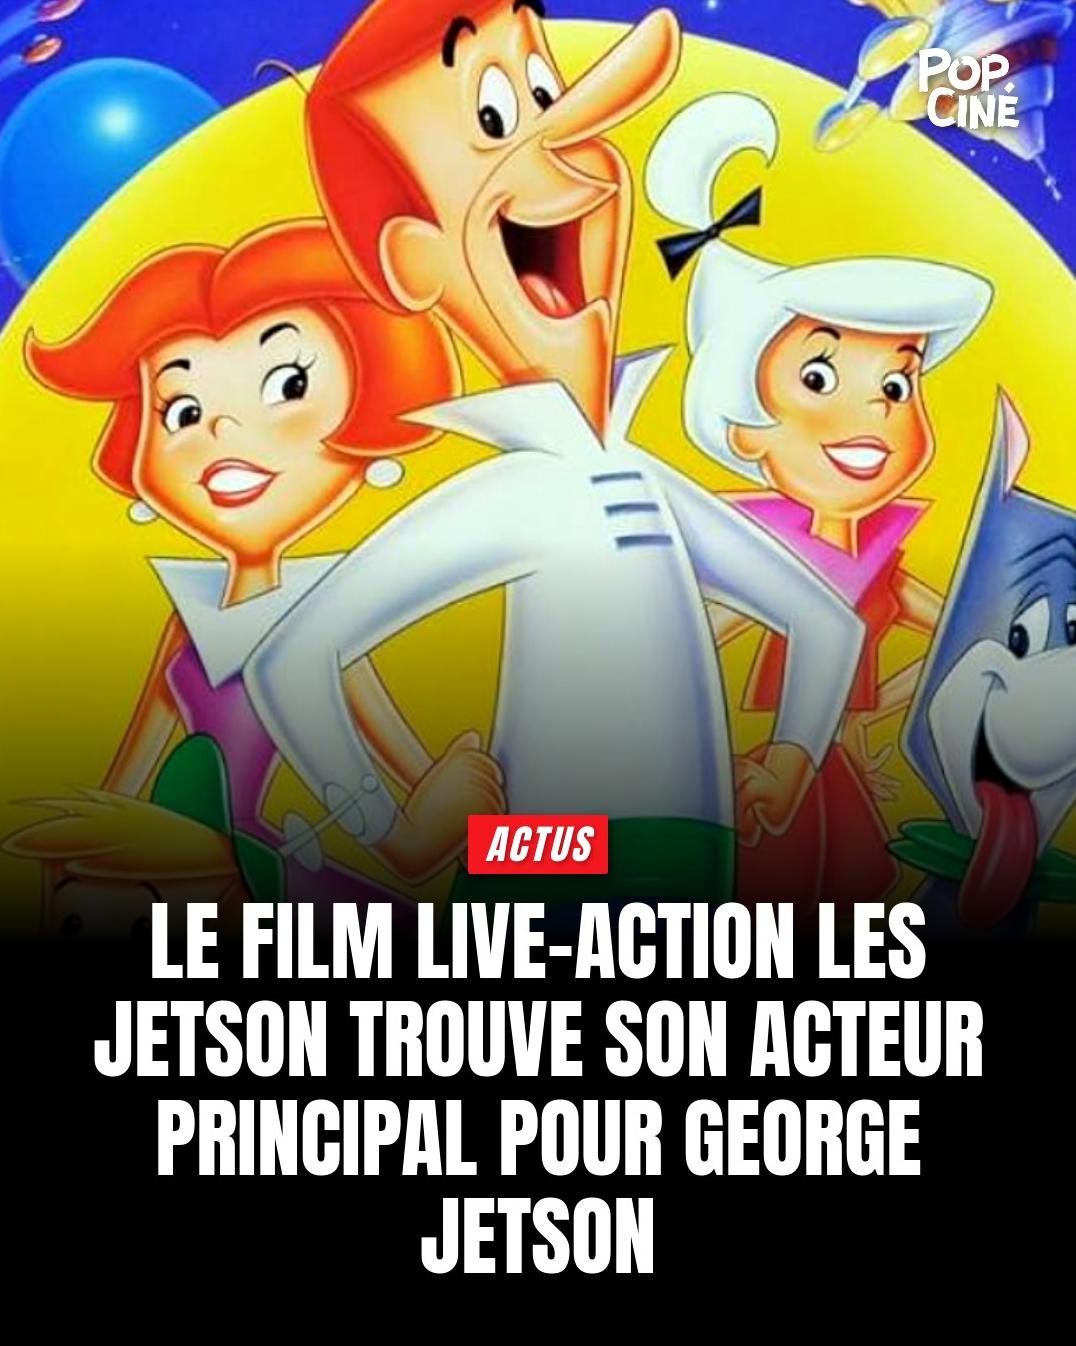 POP
CINÉ
ACTUS
LE FILM LIVE-ACTION LES
JETSON TROUVE SON ACTEUR
PRINCIPAL POUR GEORGE
JETSON